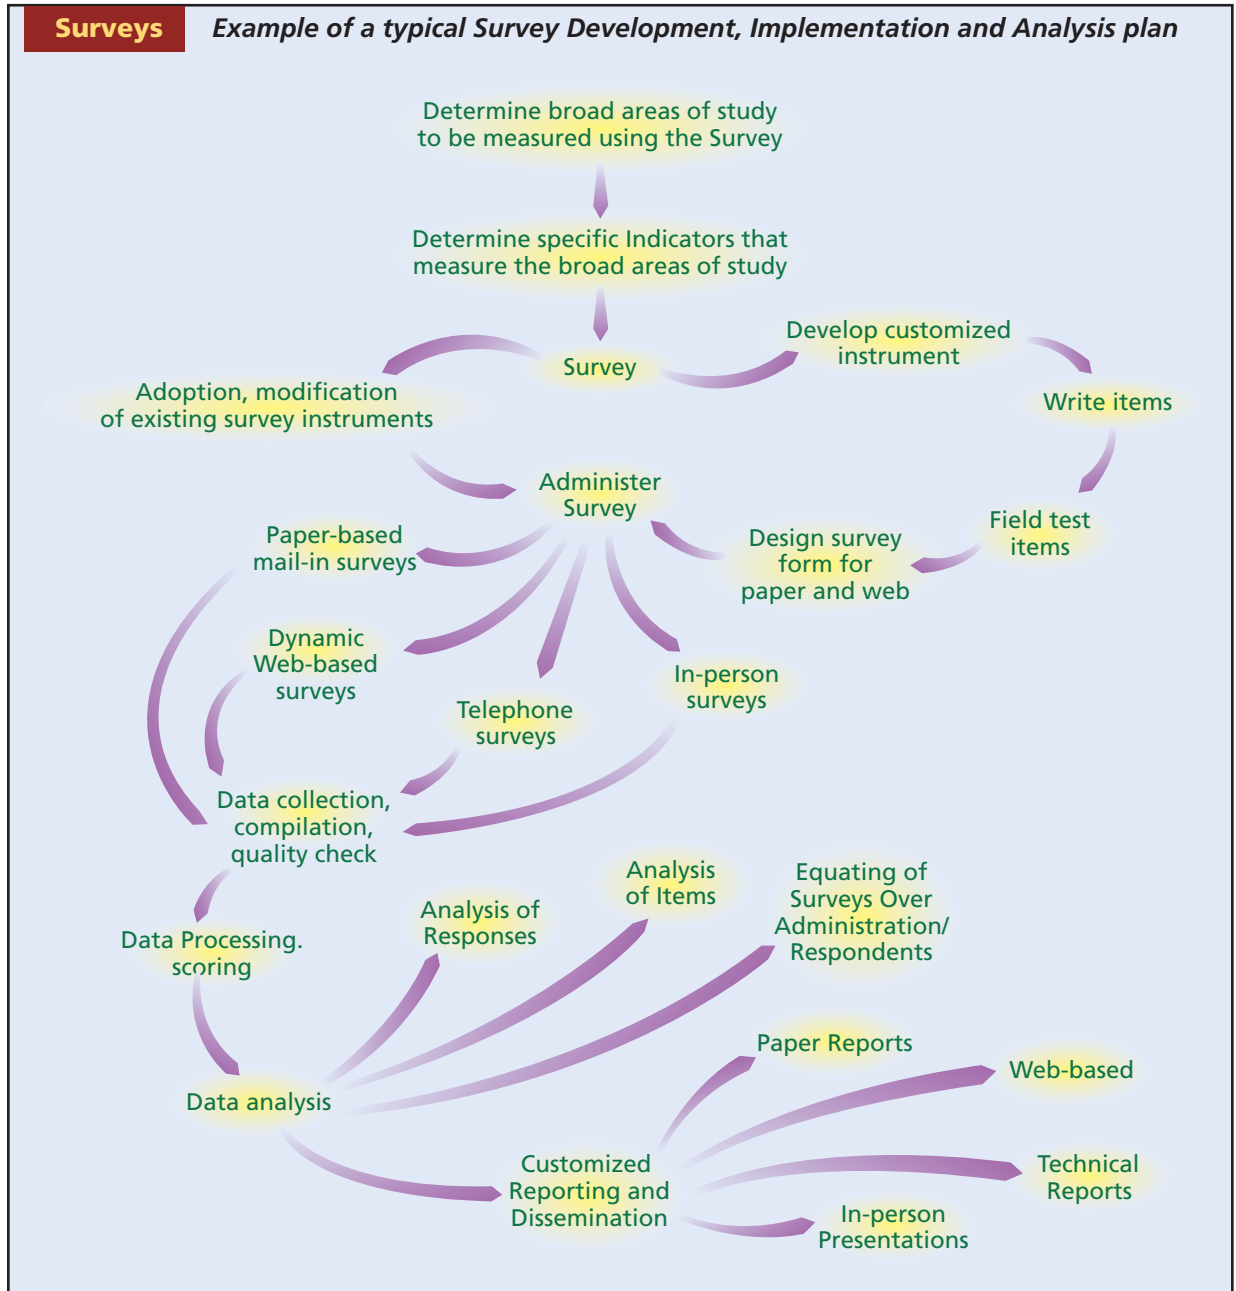 Surveys
Example of a typical Survey Development, Implementation and Analysis plan
Determine broad areas of study
to be measured using the Survey
Determine specific Indicators that
measure the broad areas of study
Survey
Develop customized
instrument
Adoption, modification
of existing survey instruments
Write items
Administer
Survey
Field test
items
Design survey
form for
paper and web
Paper-based
mail-in surveys
Dynamic
Web-based
surveys
Telephone
surveys
In-person
surveys
Data collection,
compilation,
quality check
Data Processing.
scoring
Analysis of
Responses
Analysis
of Items
Equating of
Surveys Over
Administration/
Respondents
Data analysis
Paper Reports
Web-based
Customized
Reporting and
Dissemination
Technical
Reports
In-person
Presentations